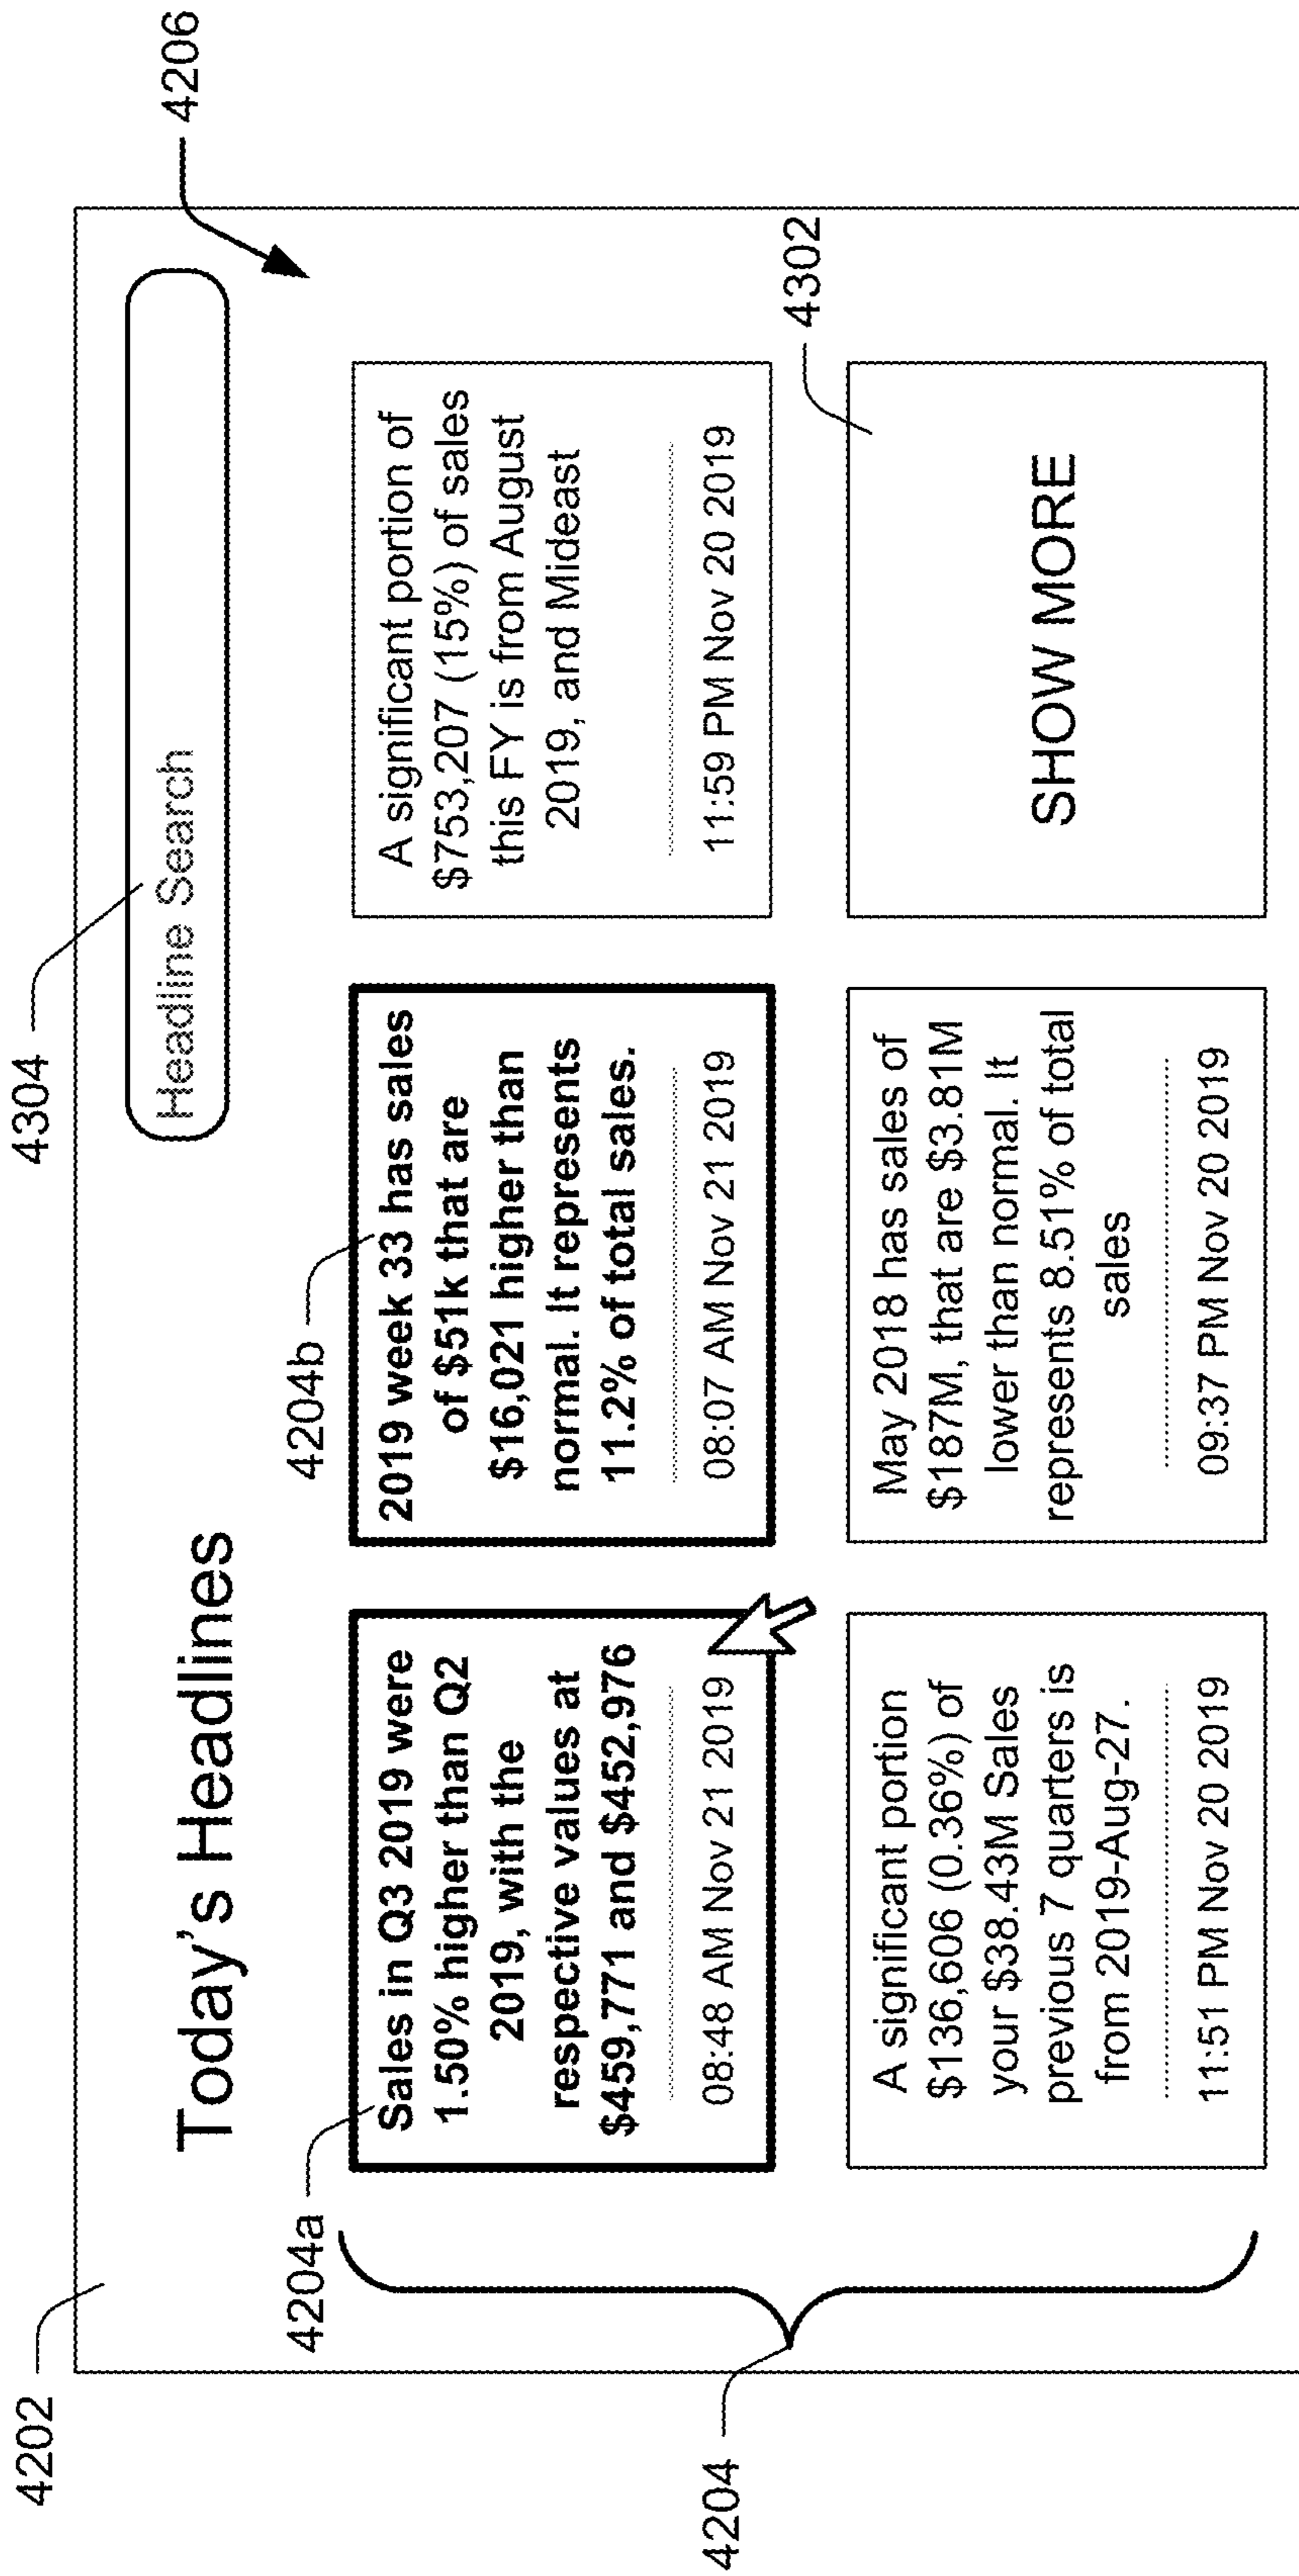 4202
4304
4206
Today's Headlines
Headline Search
4204a
Sales in Q3 2019 were
1.50% higher than Q2
2019, with the
respective values at
$459,771 and $452,976
08:48 AM Nov 21 2019
4204b
2019 week 33 has sales
of $51k that are
$16,021 higher than
normal. It represents
11.2% of total sales.
08:07 AM Nov 21 2019
A significant portion of
$753,207 (15%) of sales
this FY is from August
2019, and Mideast
11:59 PM Nov 20 2019
4204
A significant portion
$136,606 (0.36%) of
your $38.43M Sales
previous 7 quarters is
from 2019-Aug-27.
11:51 PM Nov 20 2019
May 2018 has sales of
$187M, that are $3.81M
lower than normal. It
represents 8.51% of total
sales
09:37 PM Nov 20 2019
4302
SHOW MORE